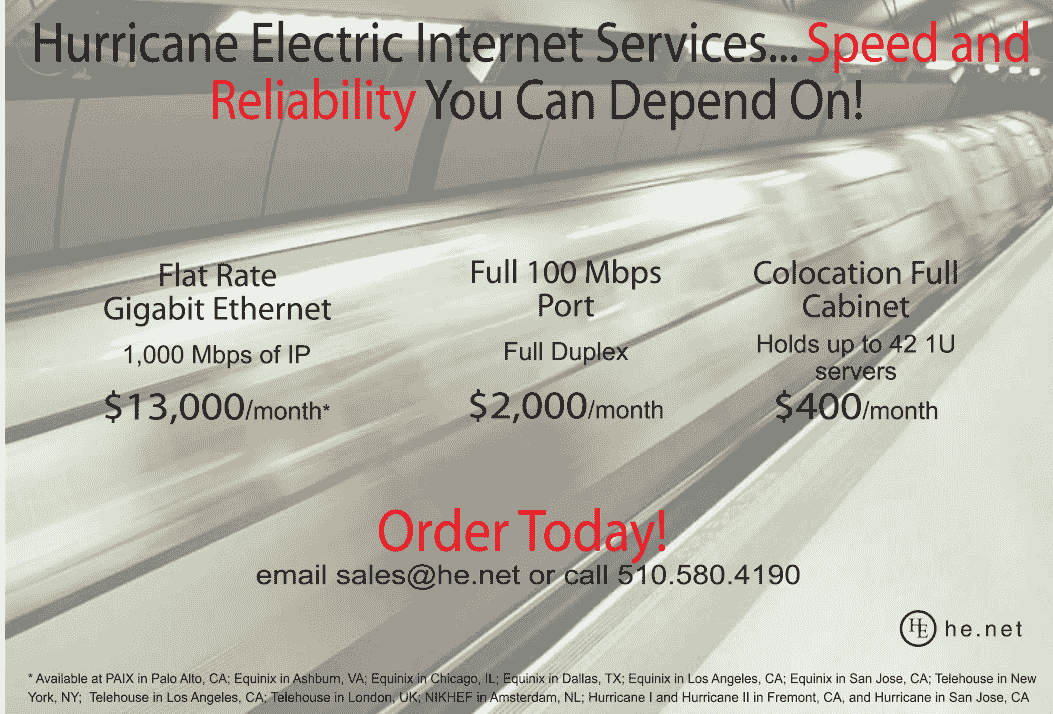 Hurricane Electric Internet Services... Speed and
Reliability You Can Depend On!
Flat Rate
Gigabit Ethernet
1,000 Mbps of IP
$13,000/month*
Full 100 Mbps
Port
Full Duplex
$2,000/month
Colocation Full
Cabinet
Holds up to 42 1U
servers
$400/month
Order Today!
email sales@he.net or call 510.580.4190
HE he.net
* Available at PAIX in Palo Alto, CA; Equinix in Ashburn, VA; Equinix in Chicago, IL; Equinix in Dallas, TX; Equinix in Los Angeles, CA; Equinix in San Jose, CA; Telehouse in New
York, NY; Telehouse in Los Angeles, CA; Telehouse in London, UK; NIKHEF in Amsterdam, NL; Hurricane I and Hurricane II in Fremont, CA, and Hurricane in San Jose, CA